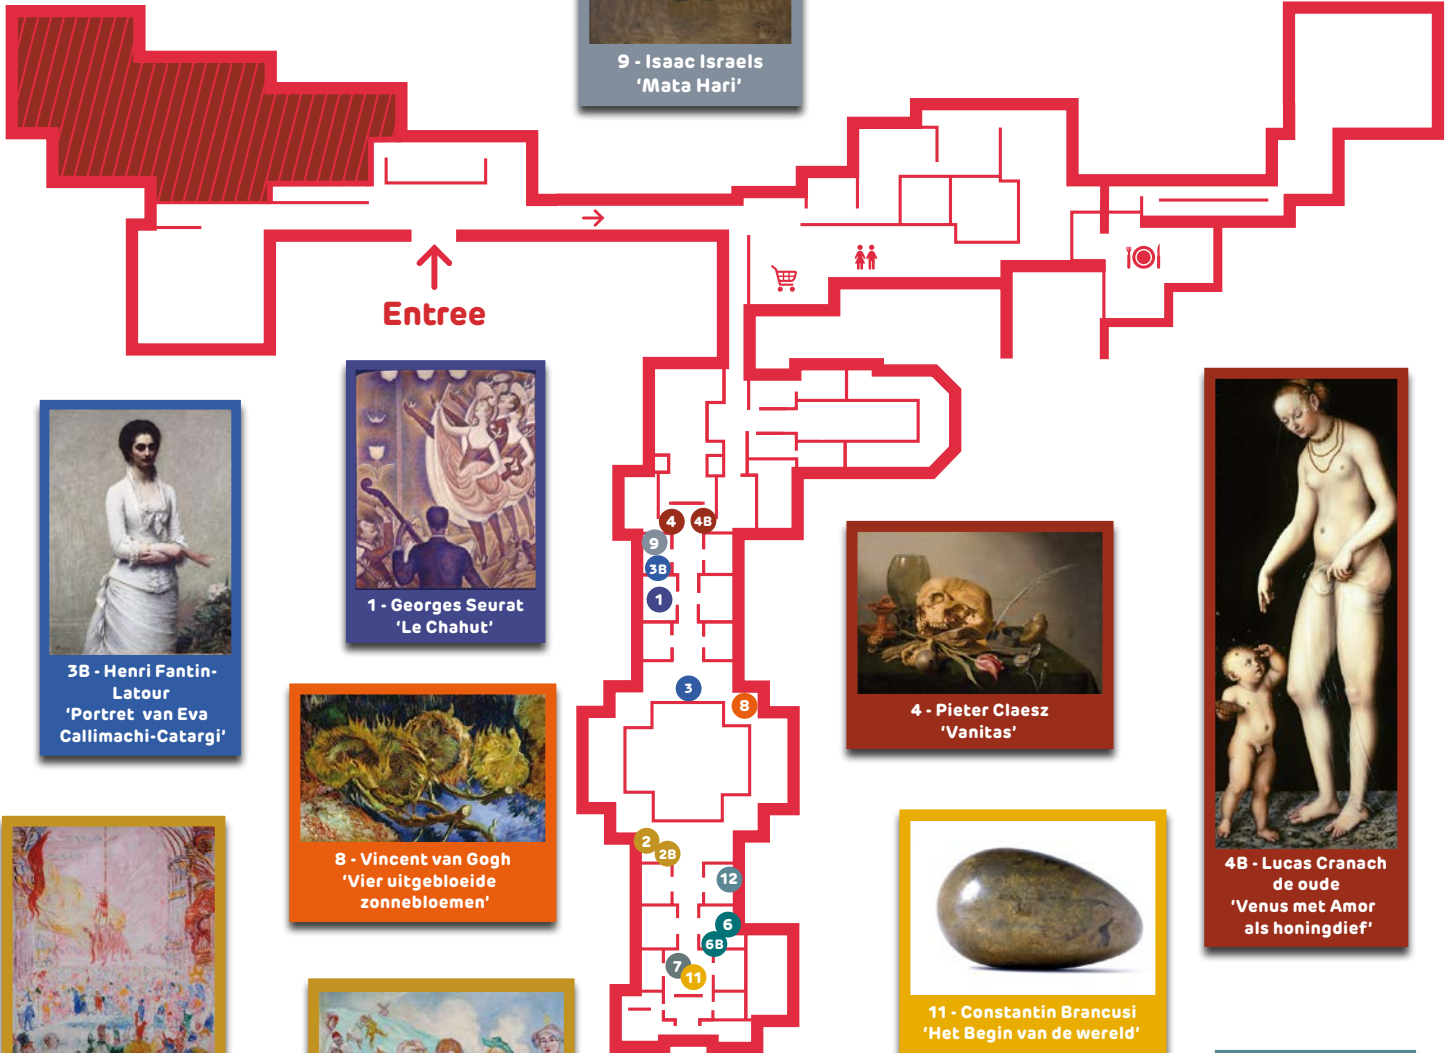 9 - Isaac Israels
‘Mata Hari’
Entree
3B - Henri Fantin-
Latour
‘Portret van Eva
Callimachi-Catargi’
1 - Georges Seurat
‘Le Chahut’
8 - Vincent van Gogh
‘Vier uitgebloeide
zonnebloemen’
4 - Pieter Claesz
‘Vanitas’
4B - Lucas Cranach
de oude
‘Venus met Amor
als honingdief’
11 - Constantin Brancusi
‘Het Begin van de wereld’
4
4B
9
3B
1
3
8
2
2B
12
6
6B
7
11